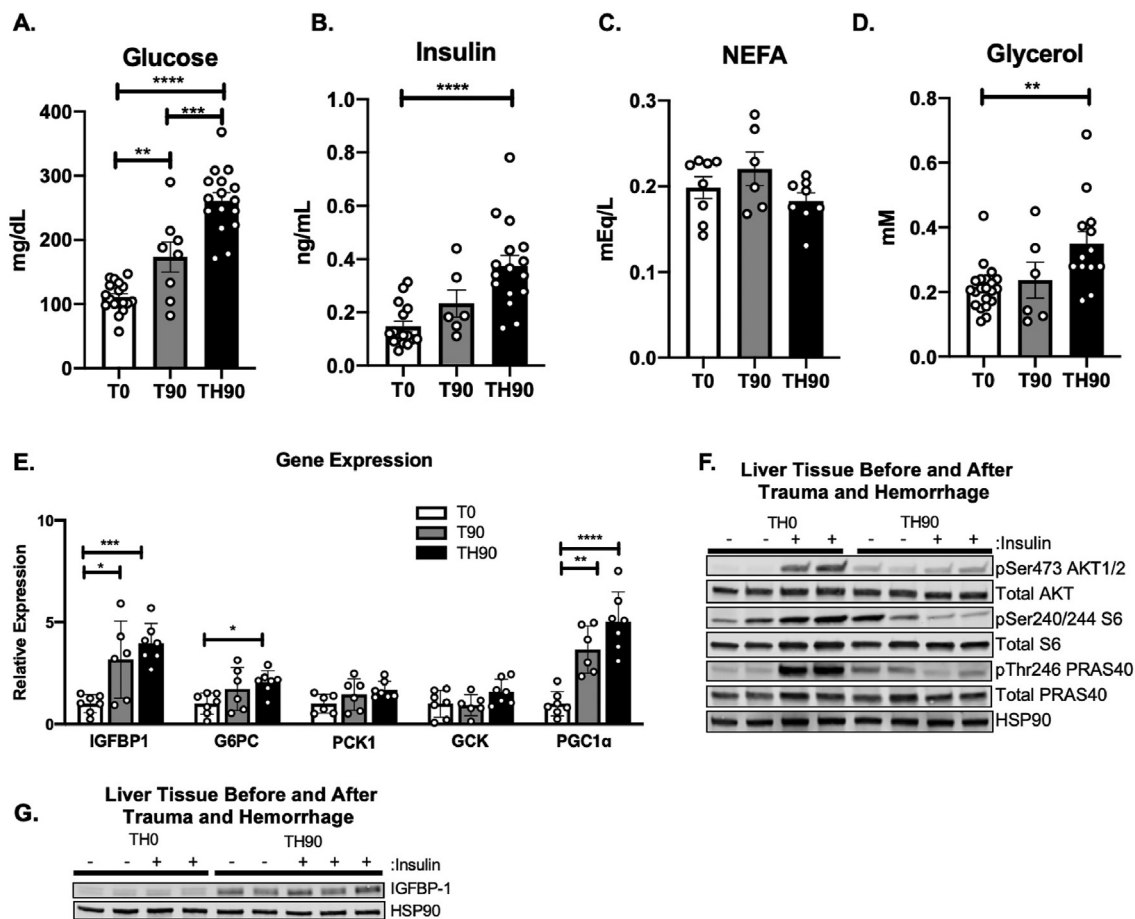 A.
Glucose
****
***
**
mg/dL
500
400
300
200
100
0
T0 T90 TH90
B.
Insulin
****
ng/mL
1.0
0.8
0.6
0.4
0.2
0.0
T0 T90 TH90
C.
NEFA
mEq/L
0.3
0.2
0.1
0.0
T0 T90 TH90
D.
Glycerol
**
mM
0.8
0.6
0.4
0.2
0.0
T0 T90 TH90
E.
Gene Expression
T0
T90
TH90
Relative Expression
10
5
0
***
*
*
****
**
IGFBP1 G6PC PCK1 GCK PGC1α
F.
Liver Tissue Before and After
Trauma and Hemorrhage
TH0 TH90
- - + + - - + + :Insulin
pSer473 AKT1/2
Total AKT
pSer240/244 S6
Total S6
pThr246 PRAS40
Total PRAS40
HSP90
G.
Liver Tissue Before and After
Trauma and Hemorrhage
TH0 TH90
- - + + - - + + + :Insulin
IGFBP-1
HSP90